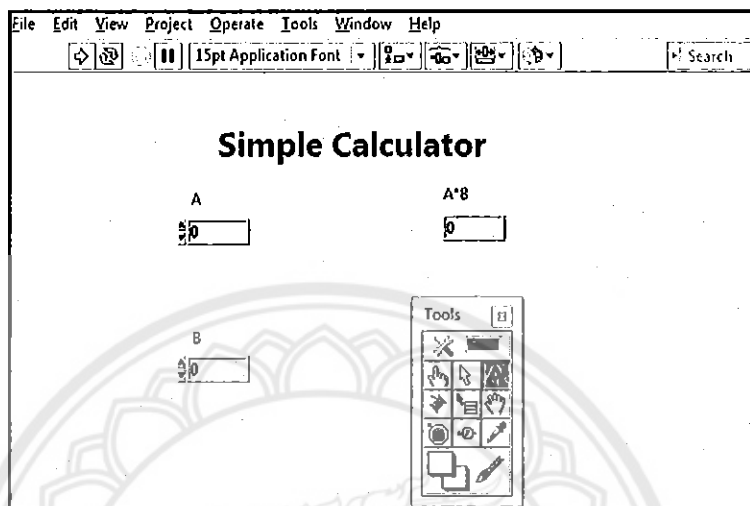 File Edit View Project Operate Tools Window Help
15pt Application Font Search
Simple Calculator
A A*B
0 0
Tools
B
0